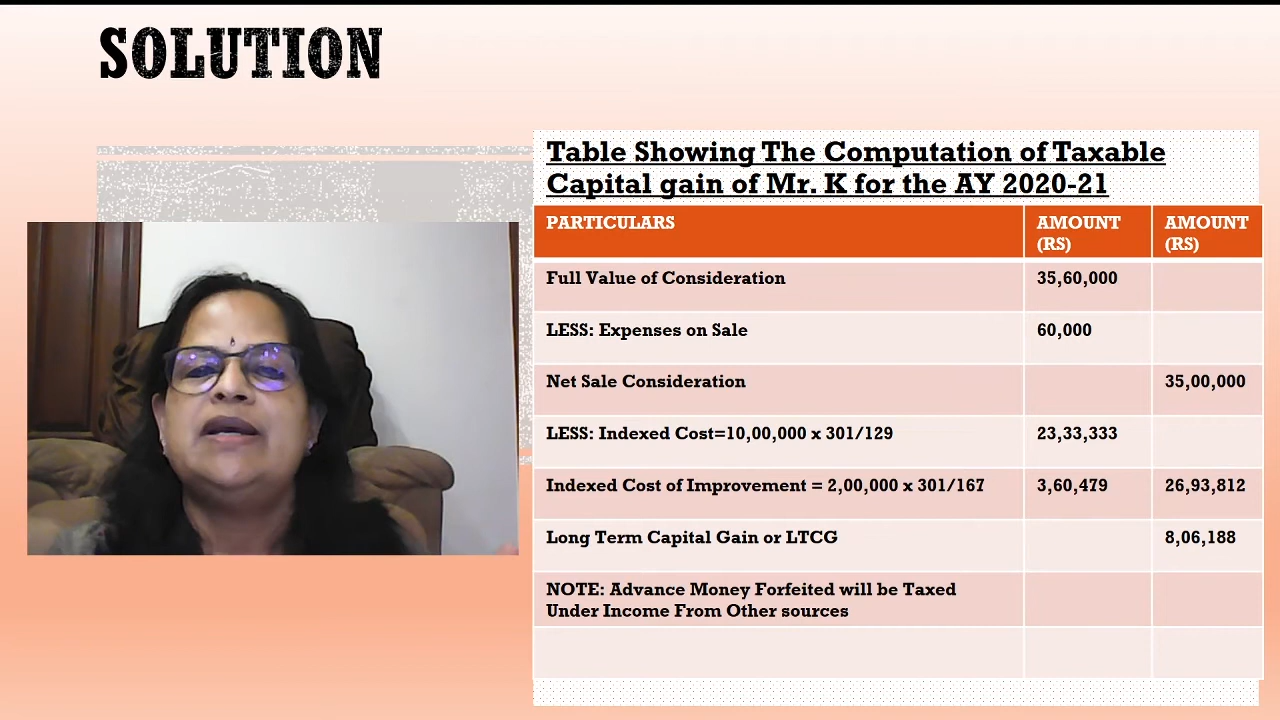 SOLUTION
Table Showing The Computation of Taxable
Capital gain of Mr. K for the AY 2020-21
PARTICULARS AMOUNT (RS) AMOUNT (RS)
Full Value of Consideration 35,60,000
LESS: Expenses on Sale 60,000
Net Sale Consideration 35,00,000
LESS: Indexed Cost=10,00,000 x 301/129 23,33,333
Indexed Cost of Improvement = 2,00,000 x 301/167 3,60,479 26,93,812
Long Term Capital Gain or LTCG 8,06,188
NOTE: Advance Money Forfeited will be Taxed
Under Income From Other sources